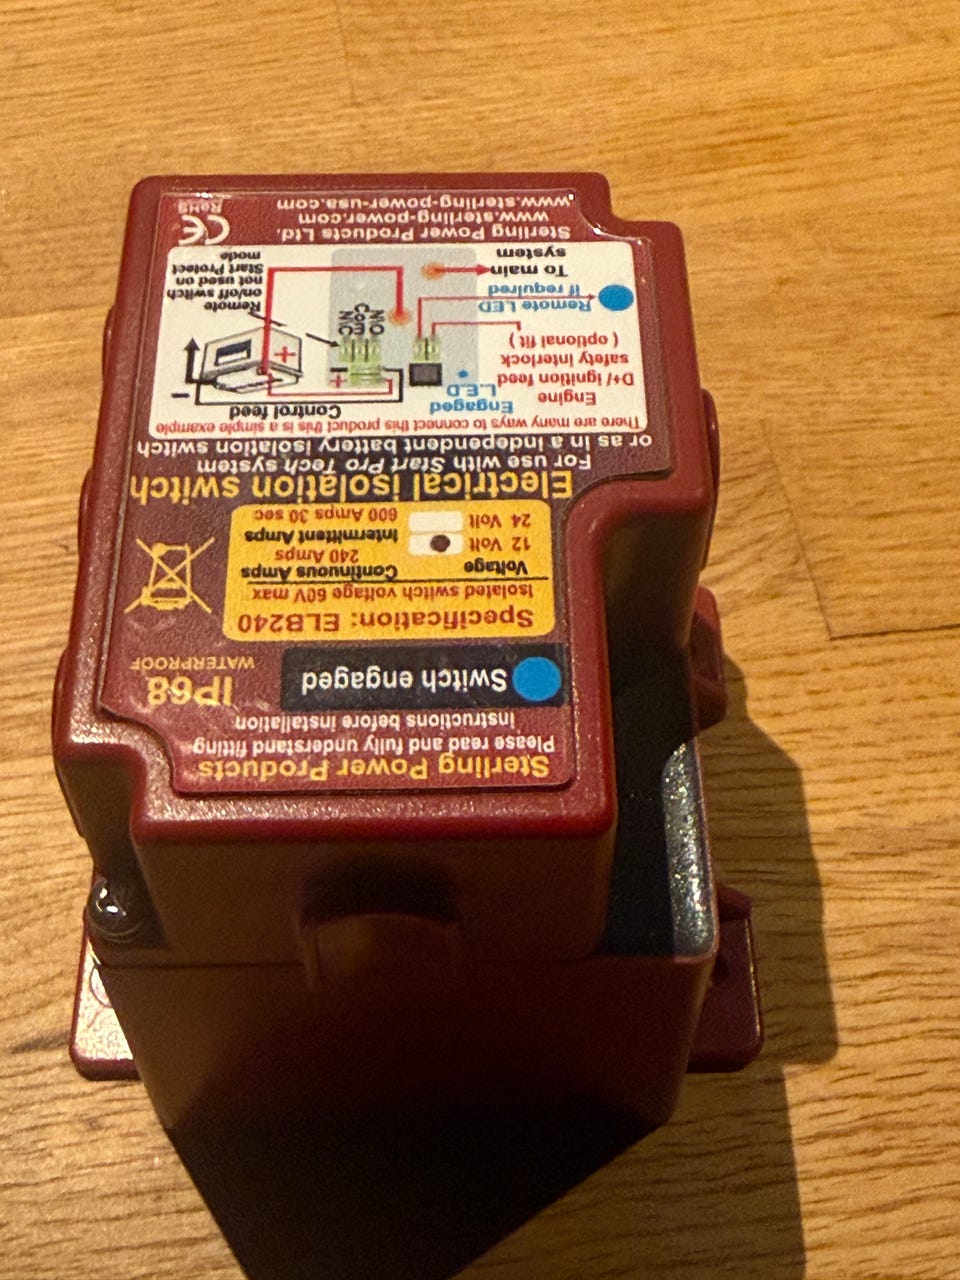 Sterling Power Products
Please read and fully understand fitting
instructions before installation
Switch engaged
IP68
WATERPROOF
Specification: ELB240
Isolated switch voltage 60V max
Voltage Continuous Amps
12 Volt 240 Amps
Intermittent Amps
24 Volt 600 Amps 30 sec
Electrical isolation switch
For use with Start Pro Tech system
or as in a independent battery isolation switch
There are many ways to connect this product this is a simple example
Engaged
L.E.D
Control feed
Engine
D+/ ignition feed
safety interlock
( optional fit )
Remote LED
if required
To main
system
+
−
+
−
NC
CoE
NO
Remote
on/off switch
not used on
Start Protect
mode
Sterling Power Products Ltd.
www.sterling-power.com
www.sterling-power-usa.com
CE
RoHS